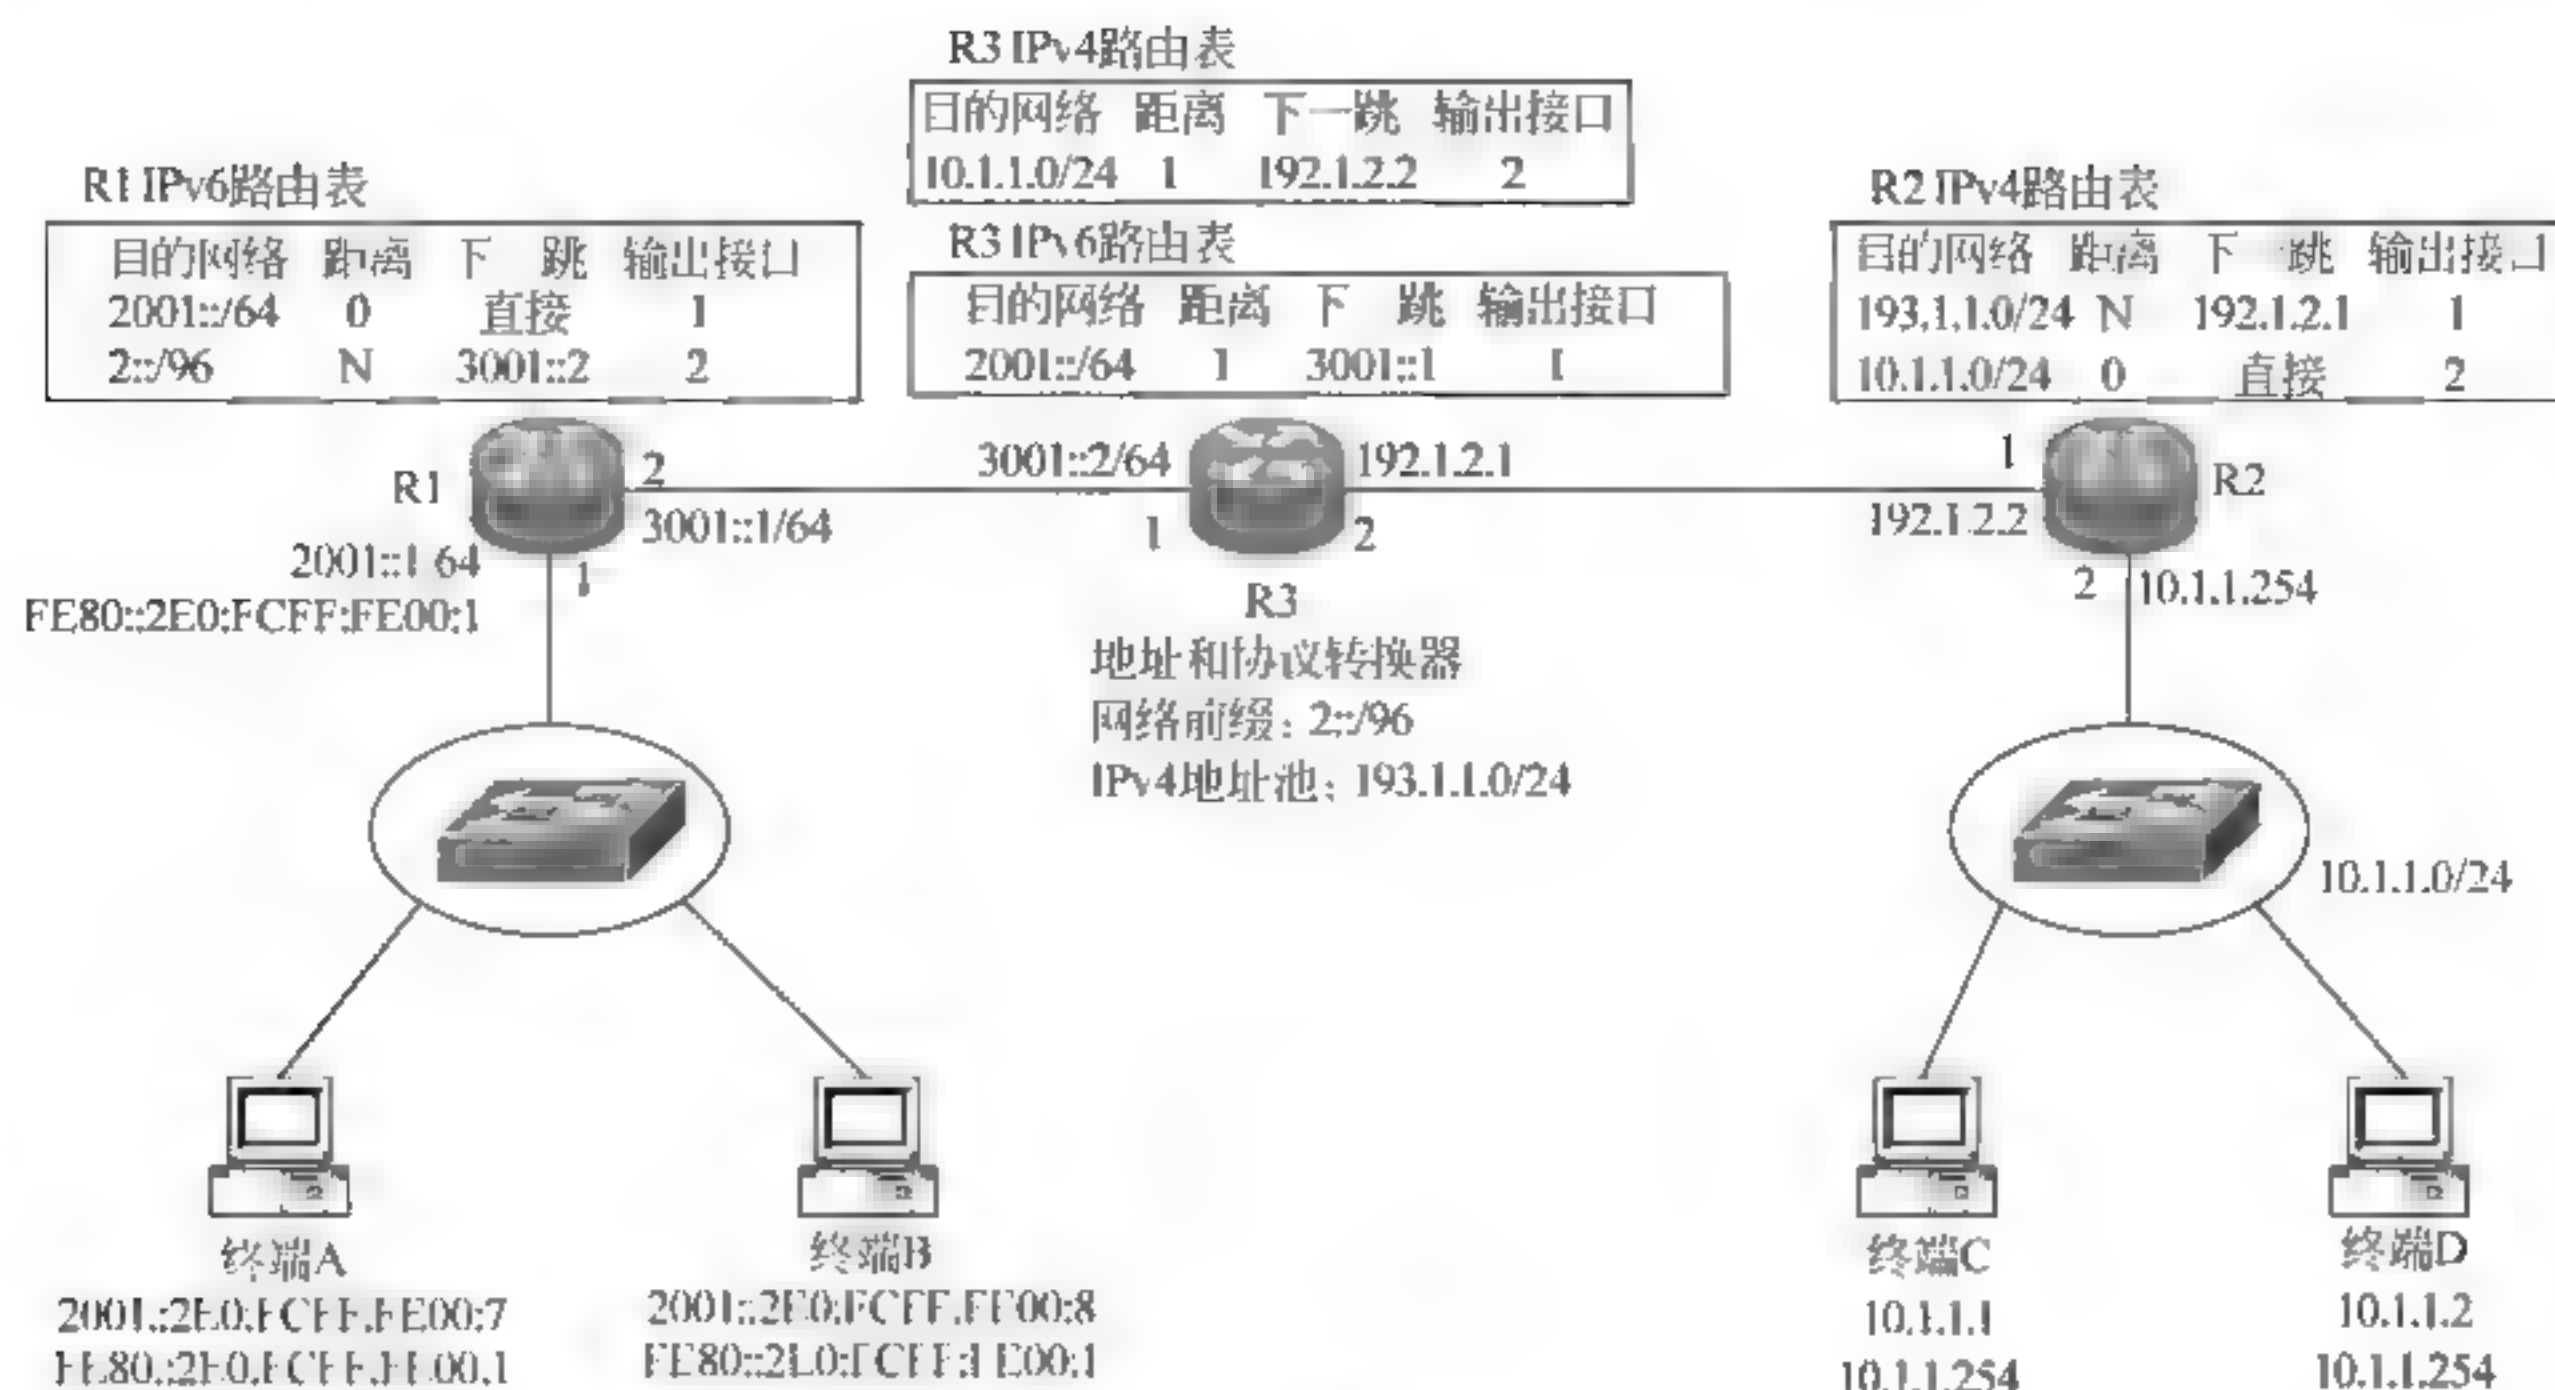 R3 IPv4路由表
目的网络 距离 下一跳 输出接口
10.1.1.0/24 1 192.1.2.2 2
R1 IPv6路由表
目的网络 距离 下 跳 输出接口
2001::/64 0 直接 1
2::/96 N 3001::2 2
R3 IPv6路由表
目的网络 距离 下 跳 输出接口
2001::/64 1 3001::1 1
R2 IPv4路由表
目的网络 距离 下 跳 输出接口
193.1.1.0/24 N 192.1.2.1 1
10.1.1.0/24 0 直接 2
R1
2
3001::1/64
2001::1 64
FE80::2E0:FCFF:FE00:1
1
3001::2/64
1
192.1.2.1
2
R3
地址和协议转换器
网络前缀: 2::/96
IPv4地址池: 193.1.1.0/24
1
192.1.2.2
R2
2
10.1.1.254
10.1.1.0/24
终端A
2001::2E0:FCFF:FE00:7
FE80::2E0:FCFF:FE00:1
终端B
2001::2E0:FCFF:FE00:8
FE80::2E0:FCFF:FE00:1
终端C
10.1.1.1
10.1.1.254
终端D
10.1.1.2
10.1.1.254